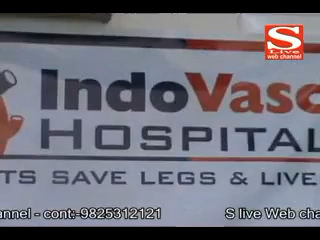 S
Live
web channel
IndoVasc
HOSPITAL
TS SAVE LEGS & LIVE
annel - cont:-9825312121 S live Web cha